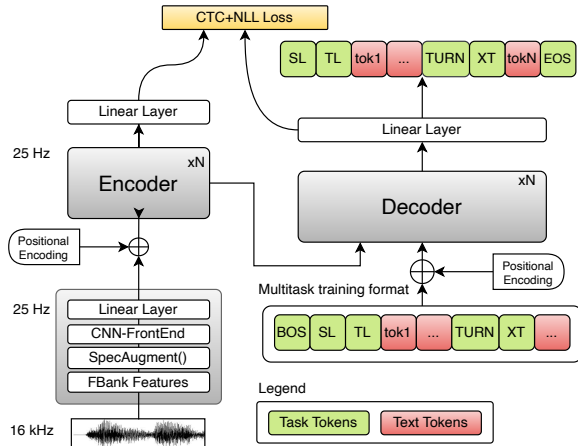 CTC+NLL Loss
SL TL tok1 ... TURN XT tokN EOS
Linear Layer
Linear Layer
25 Hz
xN
Encoder
xN
Decoder
Positional
Encoding
Positional
Encoding
25 Hz
Linear Layer
CNN-FrontEnd
SpecAugment()
FBank Features
16 kHz
Multitask training format
BOS SL TL tok1 ... TURN XT ...
Legend
Task Tokens Text Tokens